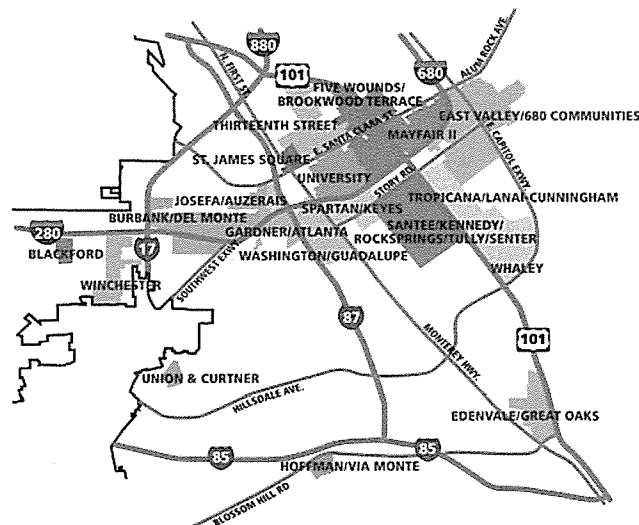 880
N. FIRST ST.
101
680
ALUM ROCK AVE.
FIVE WOUNDS/
BROOKWOOD TERRACE
EAST VALLEY/680 COMMUNITIES
THIRTEENTH STREET
E. SANTA CLARA ST.
MAYFAIR II
E. CAPITOL EXWY.
ST. JAMES SQUARE
UNIVERSITY
STORY RD.
JOSEFA/AUZERAIS
TROPICANA/LANAI-CUNNINGHAM
BURBANK/DEL MONTE
SPARTAN/KEYES
280
17
GARDNER/ATLANTA
SANTEE/KENNEDY/
ROCKSPRINGS/TULLY/SENTER
BLACKFORD
WASHINGTON/GUADALUPE
WHALEY
WINCHESTER
SOUTHWEST EXWY.
87
MONTEREY HWY.
101
UNION & CURTNER
HILLSDALE AVE.
EDENVALE/GREAT OAKS
85
85
HOFFMAN/VIA MONTE
BLOSSOM HILL RD